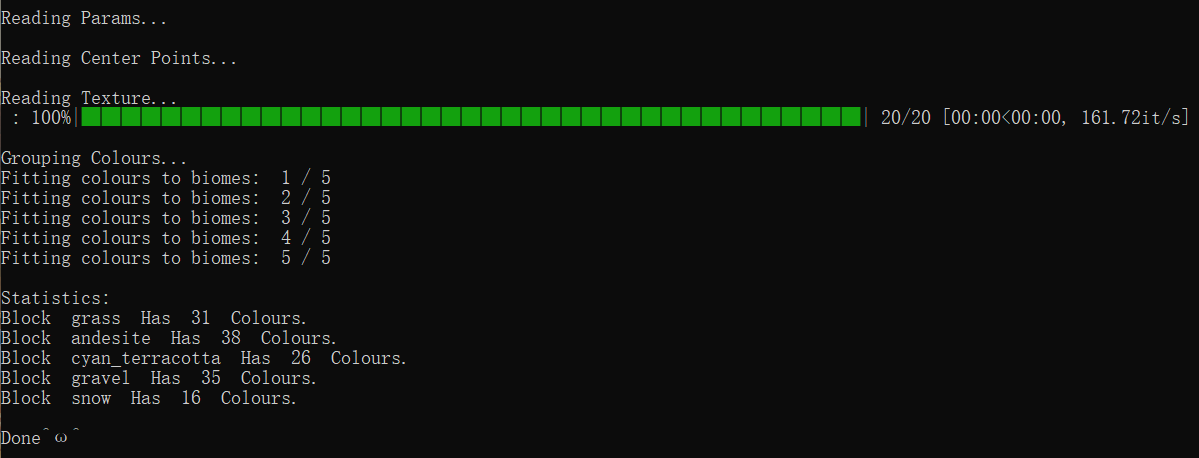 Reading Params...
Reading Center Points...
Reading Texture...
: 100%| | 20/20 [00:00<00:00, 161.72it/s]
Grouping Colours...
Fitting colours to biomes: 1 / 5
Fitting colours to biomes: 2 / 5
Fitting colours to biomes: 3 / 5
Fitting colours to biomes: 4 / 5
Fitting colours to biomes: 5 / 5
Statistics:
Block grass Has 31 Colours.
Block andesite Has 38 Colours.
Block cyan_terracotta Has 26 Colours.
Block gravel Has 35 Colours.
Block snow Has 16 Colours.
Done^ω^